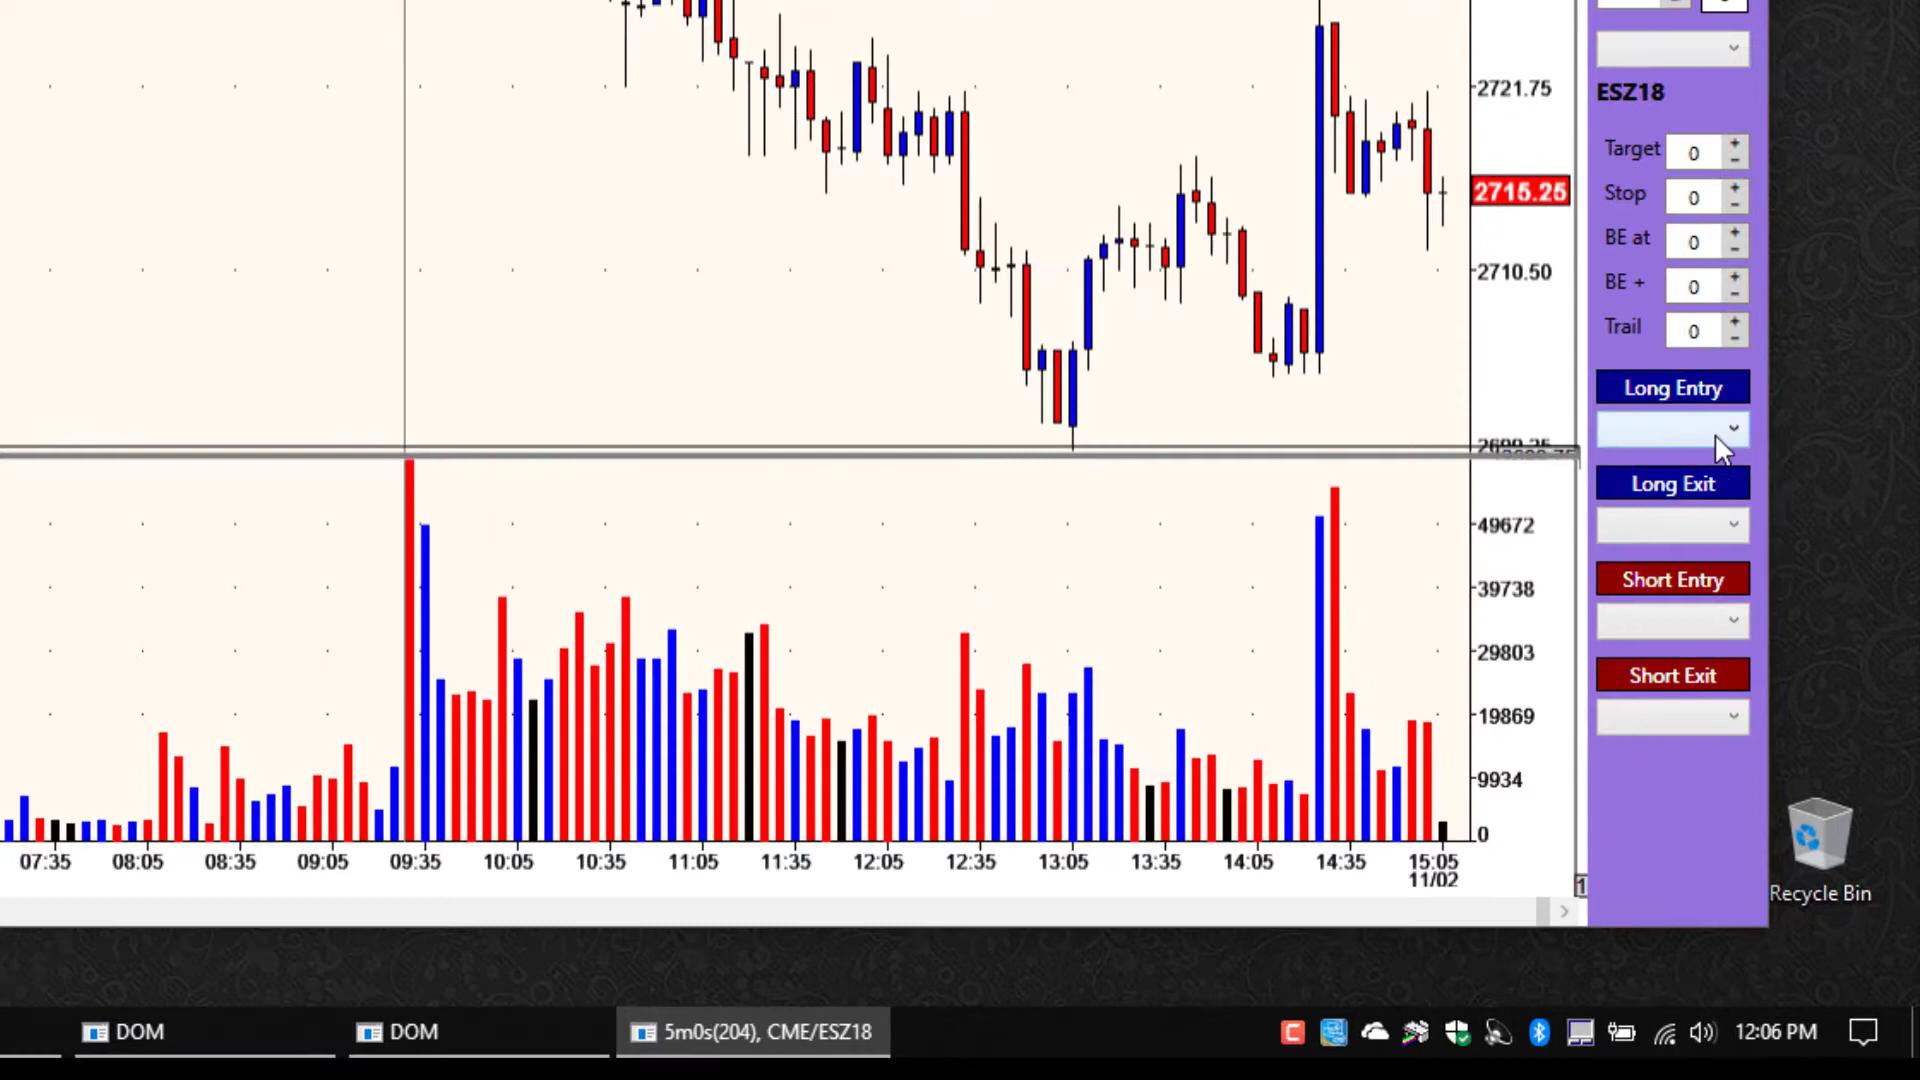 2721.75
2715.25
2710.50
ESZ18
Target 0
Stop 0
BE at 0
BE + 0
Trail 0
Long Entry
Long Exit
Short Entry
Short Exit
49672
39738
29803
19869
9934
0
07:35 08:05 08:35 09:05 09:35 10:05 10:35 11:05 11:35 12:05 12:35 13:05 13:35 14:05 14:35 15:05
11/02
1
Recycle Bin
DOM
DOM
5m0s(204), CME/ESZ18
12:06 PM